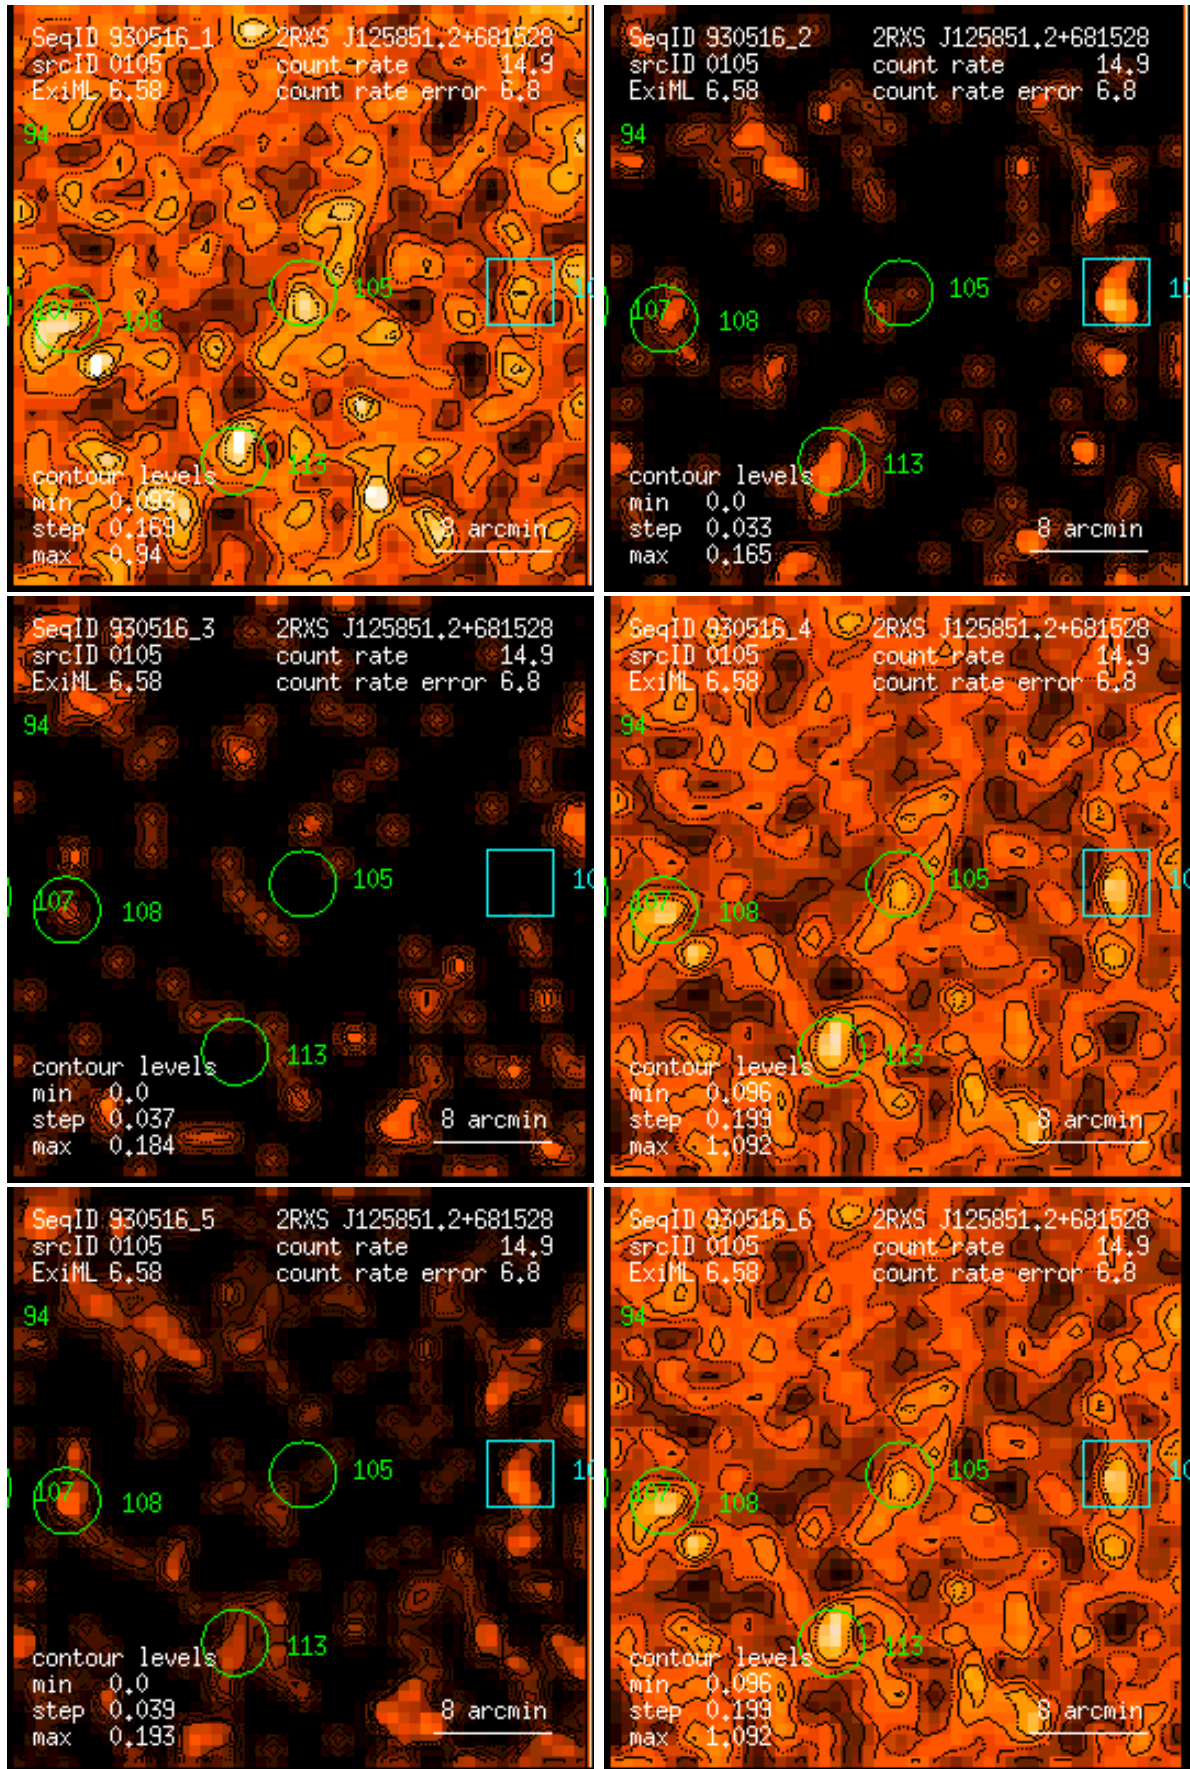 SeqID 930516_1 2RXS J125851.2+681528
srcID 0105 count rate 14.9
ExiML 6.58 count rate error 6.8
94
105
10
107 108
113
contour levels
min 0.093
step 0.169 8 arcmin
max 0.94
SeqID 930516_2 2RXS J125851.2+681528
srcID 0105 count rate 14.9
ExiML 6.58 count rate error 6.8
94
105
10
107 108
113
contour levels
min 0.0
step 0.033 8 arcmin
max 0.165
SeqID 930516_3 2RXS J125851.2+681528
srcID 0105 count rate 14.9
ExiML 6.58 count rate error 6.8
94
105
10
107 108
113
contour levels
min 0.0
step 0.037 8 arcmin
max 0.184
SeqID 930516_4 2RXS J125851.2+681528
srcID 0105 count rate 14.9
ExiML 6.58 count rate error 6.8
94
105
10
107 108
113
contour levels
min 0.096
step 0.199 8 arcmin
max 1.092
SeqID 930516_5 2RXS J125851.2+681528
srcID 0105 count rate 14.9
ExiML 6.58 count rate error 6.8
94
105
10
107 108
113
contour levels
min 0.0
step 0.039 8 arcmin
max 0.193
SeqID 930516_6 2RXS J125851.2+681528
srcID 0105 count rate 14.9
ExiML 6.58 count rate error 6.8
94
105
10
107 108
113
contour levels
min 0.096
step 0.199 8 arcmin
max 1.092